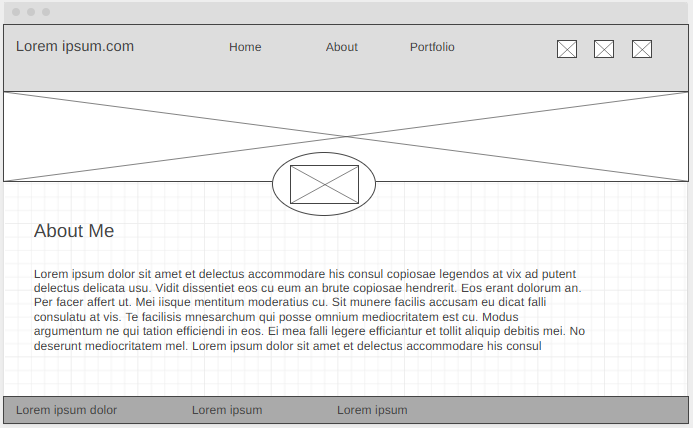 Lorem ipsum.com
Home
About
Portfolio
About Me
Lorem ipsum dolor sit amet et delectus accommodare his consul copiosae legendos at vix ad putent
delectus delicata usu. Vidit dissentiet eos cu eum an brute copiosae hendrerit. Eos erant dolorum an.
Per facer affert ut. Mei iisque mentitum moderatius cu. Sit munere facilis accusam eu dicat falli
consulatu at vis. Te facilisis mnesarchum qui posse omnium mediocritatem est cu. Modus
argumentum ne qui tation efficiendi in eos. Ei mea falli legere efficiantur et tollit aliquip debitis mei. No
deserunt mediocritatem mel. Lorem ipsum dolor sit amet et delectus accommodare his consul
Lorem ipsum dolor
Lorem ipsum
Lorem ipsum